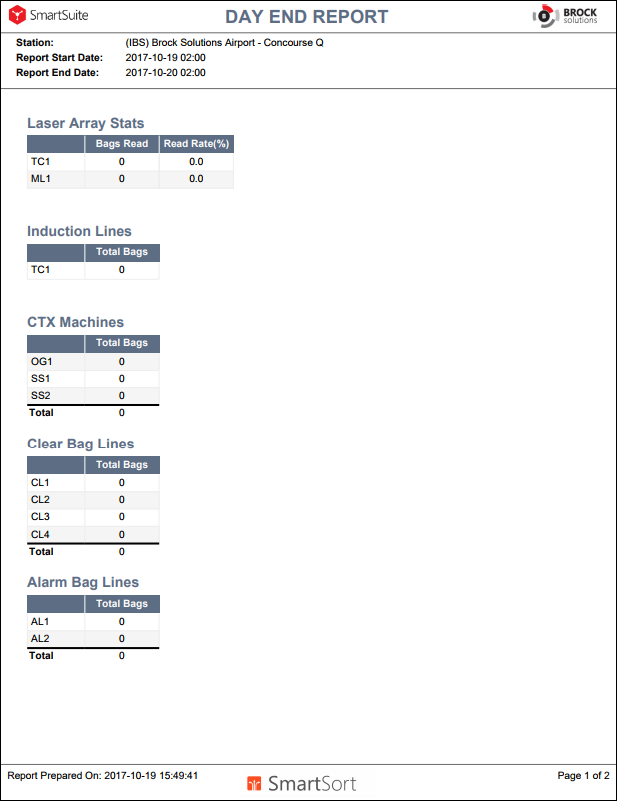 SmartSuite
DAY END REPORT
BROCK
solutions
Station: (IBS) Brock Solutions Airport - Concourse Q
Report Start Date: 2017-10-19 02:00
Report End Date: 2017-10-20 02:00
Laser Array Stats
Bags Read Read Rate(%)
TC1 0 0.0
ML1 0 0.0
Induction Lines
Total Bags
TC1 0
CTX Machines
Total Bags
OG1 0
SS1 0
SS2 0
Total 0
Clear Bag Lines
Total Bags
CL1 0
CL2 0
CL3 0
CL4 0
Total 0
Alarm Bag Lines
Total Bags
AL1 0
AL2 0
Total 0
Report Prepared On: 2017-10-19 15:49:41
SmartSort
Page 1 of 2